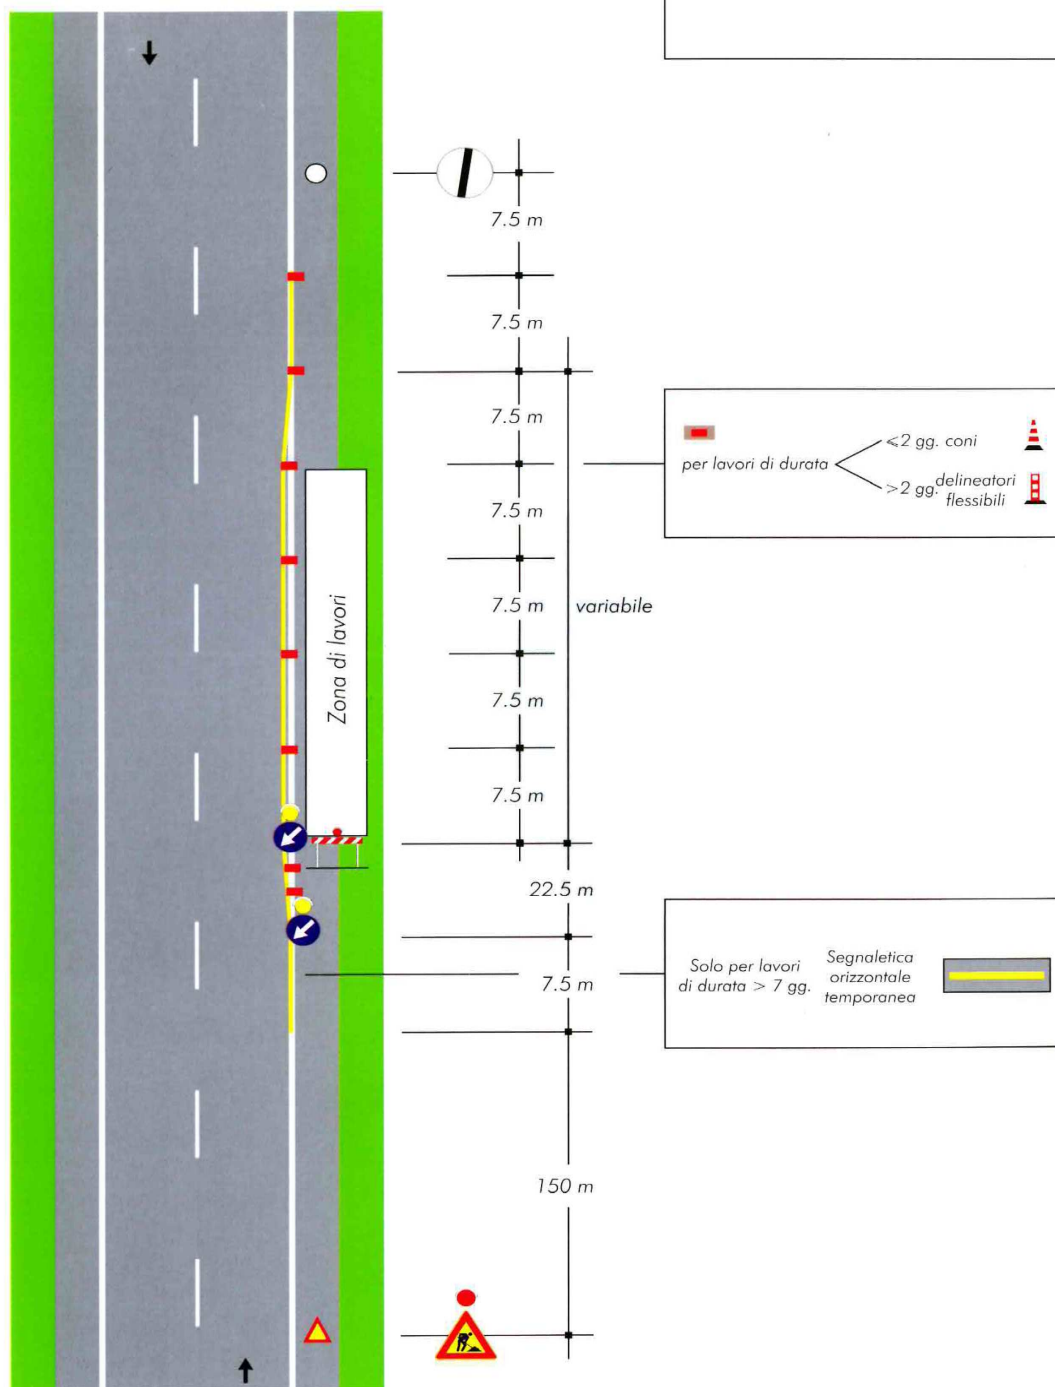 7.5 m
7.5 m
7.5 m
7.5 m
7.5 m
7.5 m
7.5 m
variabile
22.5 m
7.5 m
150 m
Zona di lavori
per lavori di durata
⩽2 gg. coni
>2 gg. delineatori
flessibili
Solo per lavori
di durata > 7 gg.
Segnaletica
orizzontale
temporanea